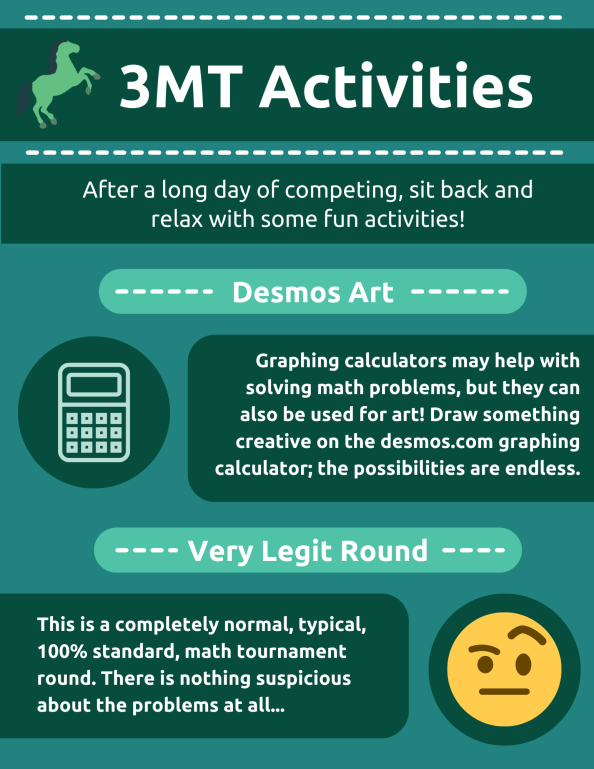 3MT Activities
After a long day of competing, sit back and
relax with some fun activities!
Desmos Art
Graphing calculators may help with
solving math problems, but they can
also be used for art! Draw something
creative on the desmos.com graphing
calculator; the possibilities are endless.
Very Legit Round
This is a completely normal, typical,
100% standard, math tournament
round. There is nothing suspicious
about the problems at all...